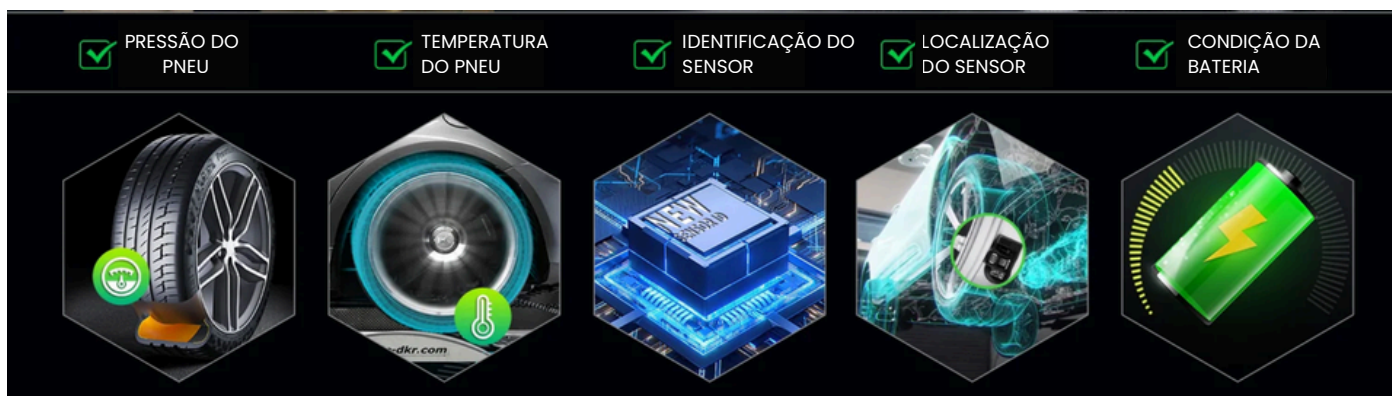 PRESSÃO DO
PNEU
TEMPERATURA
DO PNEU
IDENTIFICAÇÃO DO
SENSOR
LOCALIZAÇÃO
DO SENSOR
CONDIÇÃO DA
BATERIA
NEW
-dkr.com